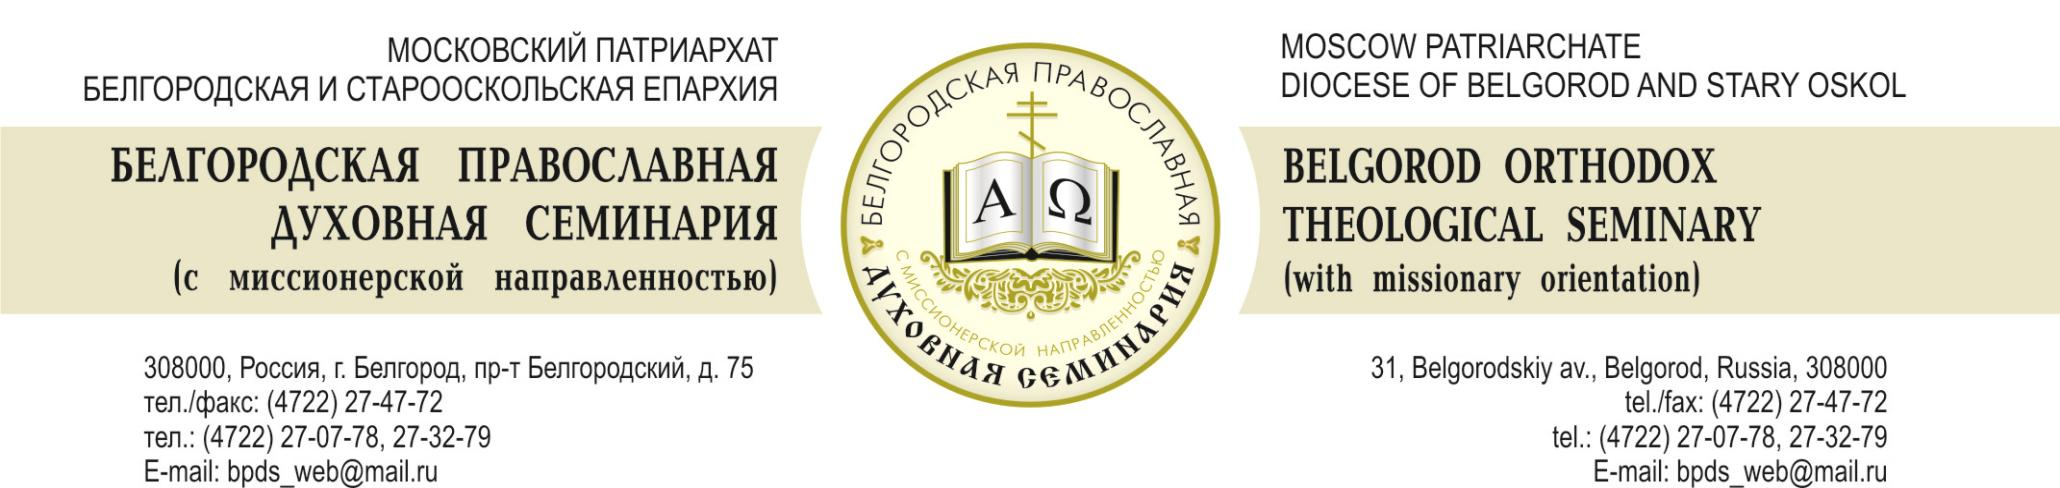 МОСКОВСКИЙ ПАТРИАРХАТ
БЕЛГОРОДСКАЯ И СТАРООСКОЛЬСКАЯ ЕПАРХИЯ
БЕЛГОРОДСКАЯ ПРАВОСЛАВНАЯ
ДУХОВНАЯ СЕМИНАРИЯ
(с миссионерской направленностью)
308000, Россия, г. Белгород, пр-т Белгородский, д. 75
тел./факс: (4722) 27-47-72
тел.: (4722) 27-07-78, 27-32-79
E-mail: bpds_web@mail.ru
БЕЛГОРОДСКАЯ ПРАВОСЛАВНАЯ
Α Ω
С МИССИОНЕРСКОЙ НАПРАВЛЕННОСТЬЮ
ДУХОВНАЯ СЕМИНАРИЯ
MOSCOW PATRIARCHATE
DIOCESE OF BELGOROD AND STARY OSKOL
BELGOROD ORTHODOX
THEOLOGICAL SEMINARY
(with missionary orientation)
31, Belgorodskiy av., Belgorod, Russia, 308000
tel./fax: (4722) 27-47-72
tel.: (4722) 27-07-78, 27-32-79
E-mail: bpds_web@mail.ru